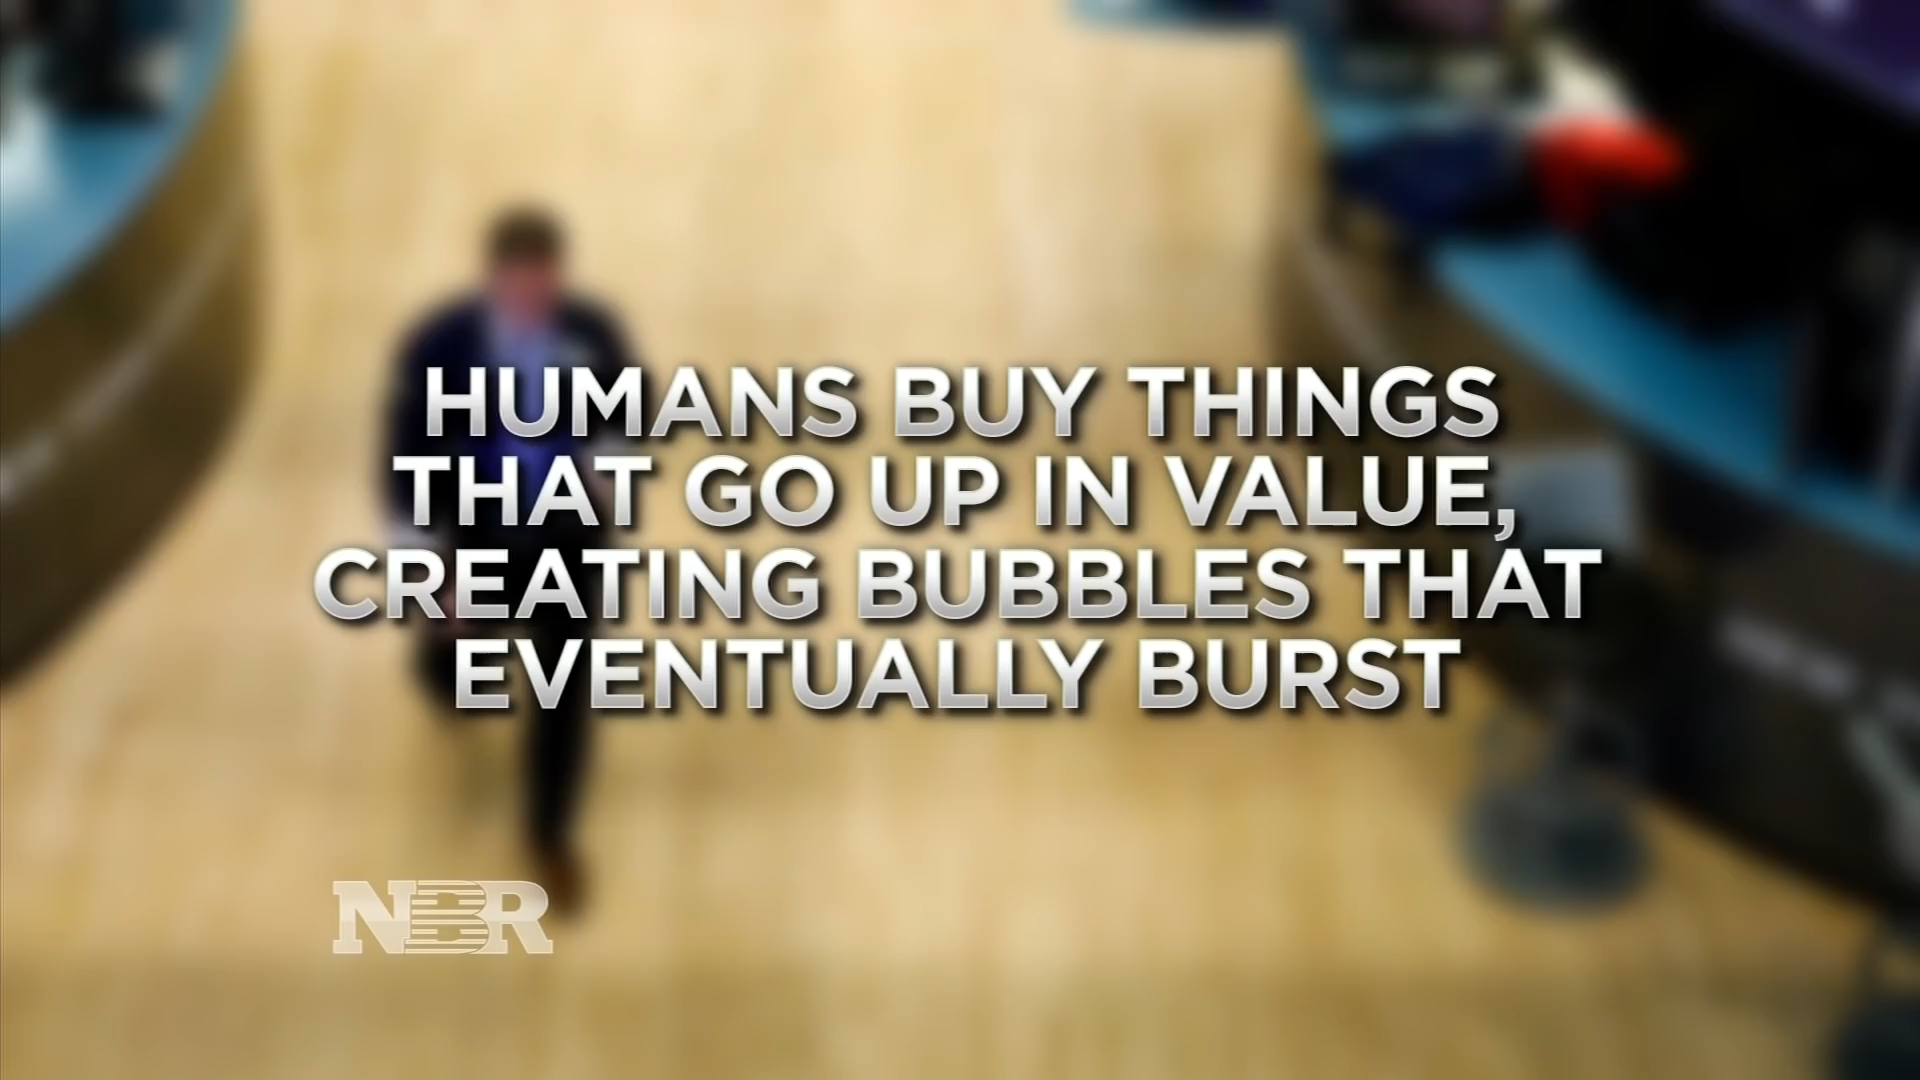 HUMANS BUY THINGS
THAT GO UP IN VALUE,
CREATING BUBBLES THAT
EVENTUALLY BURST
NBR